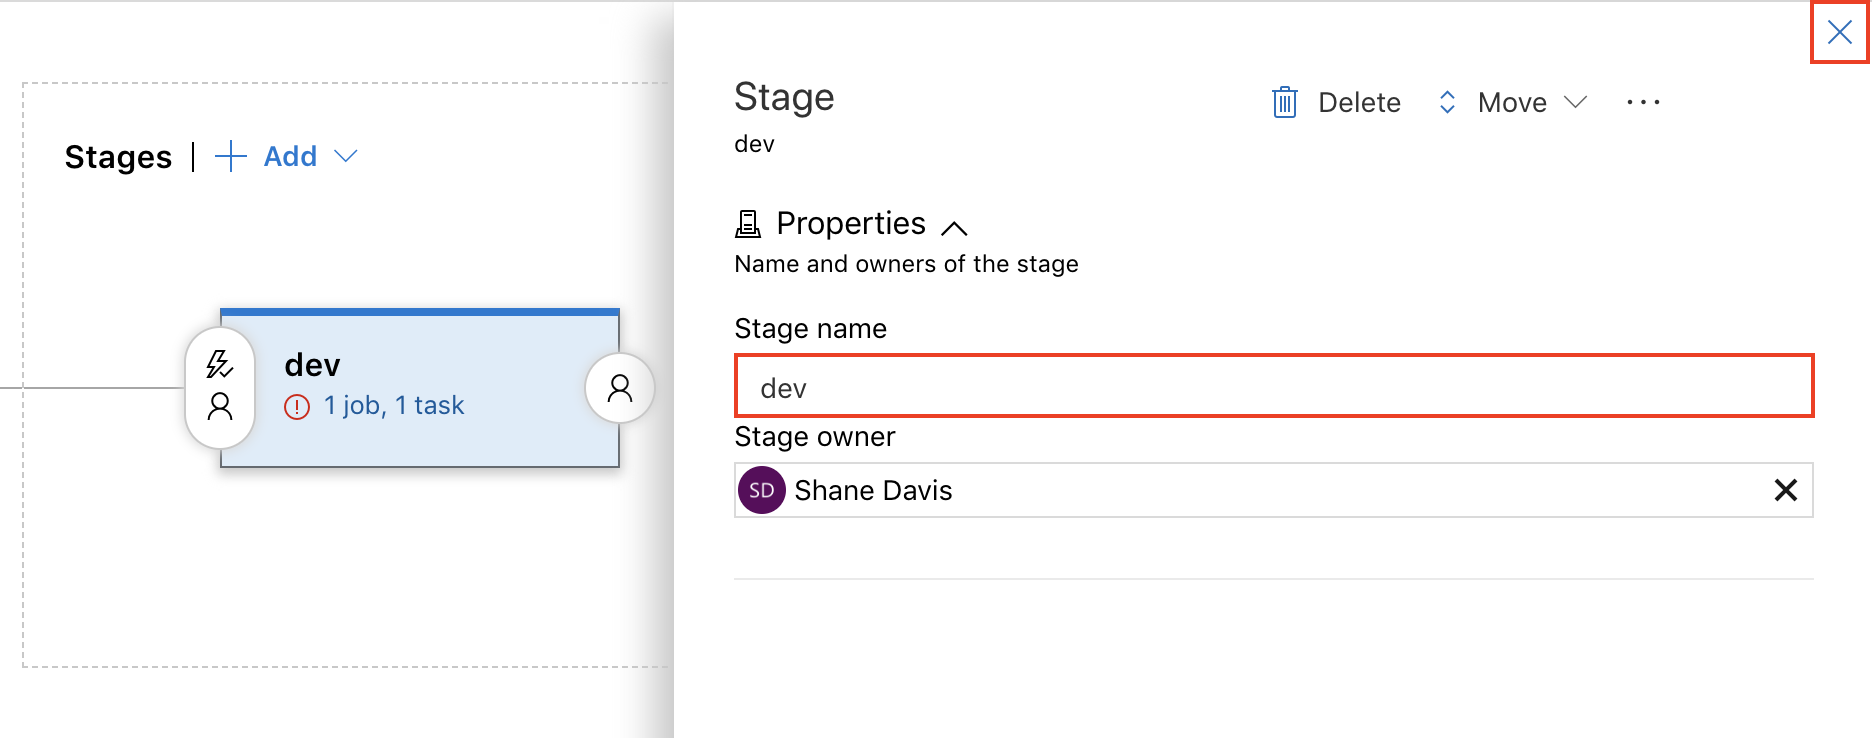 Stages | Add
dev
1 job, 1 task
Stage
Delete Move ...
dev
Properties
Name and owners of the stage
Stage name
dev
Stage owner
SD Shane Davis